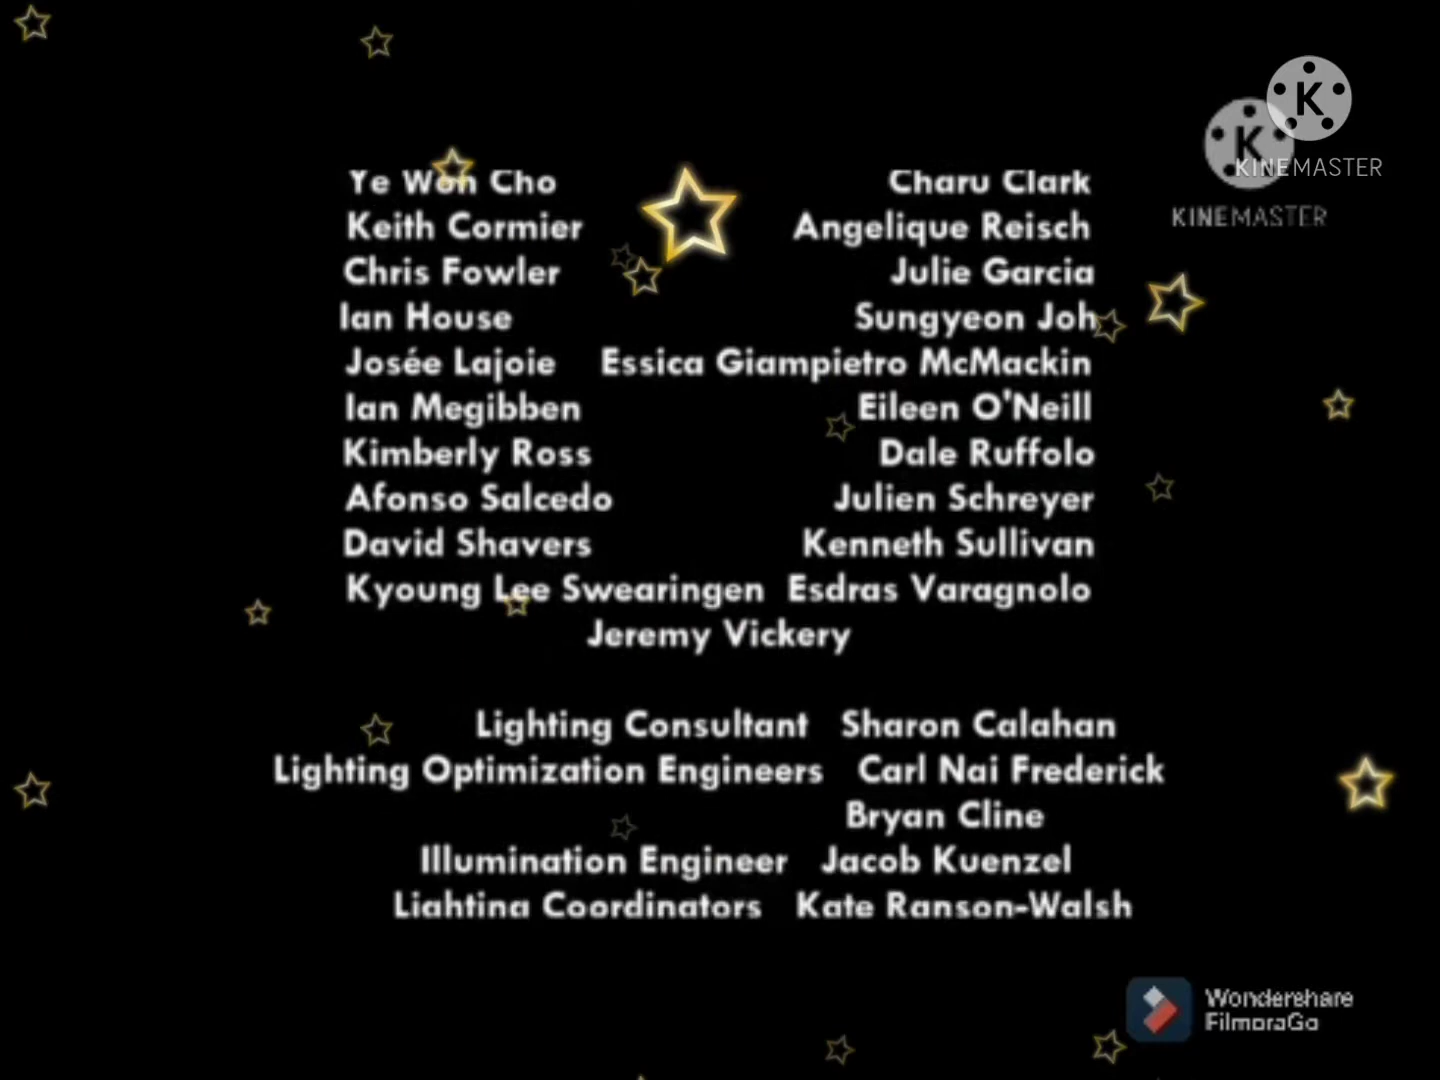 Ye Won Cho Charu Clark
Keith Cormier Angelique Reisch
Chris Fowler Julie Garcia
Ian House Sungyeon Joh
Josée Lajoie Essica Giampietro McMackin
Ian Megibben Eileen O'Neill
Kimberly Ross Dale Ruffolo
Afonso Salcedo Julien Schreyer
David Shavers Kenneth Sullivan
Kyoung Lee Swearingen Esdras Varagnolo
Jeremy Vickery
Lighting Consultant Sharon Calahan
Lighting Optimization Engineers Carl Nai Frederick
Bryan Cline
Illumination Engineer Jacob Kuenzel
Lighting Coordinators Kate Ranson-Walsh
K
KINEMASTER
K
KINEMASTER
Wondershare
FilmoraGo